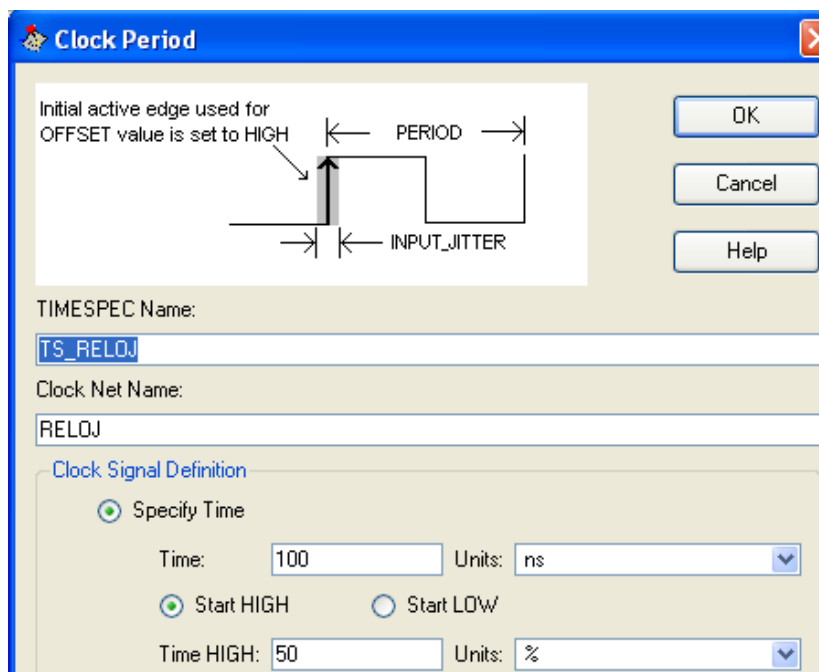 Clock Period
Initial active edge used for
OFFSET value is set to HIGH
PERIOD
INPUT_JITTER
OK
Cancel
Help
TIMESPEC Name:
TS_RELOJ
Clock Net Name:
RELOJ
Clock Signal Definition
Specify Time
Time: 100 Units: ns
Start HIGH Start LOW
Time HIGH: 50 Units: %